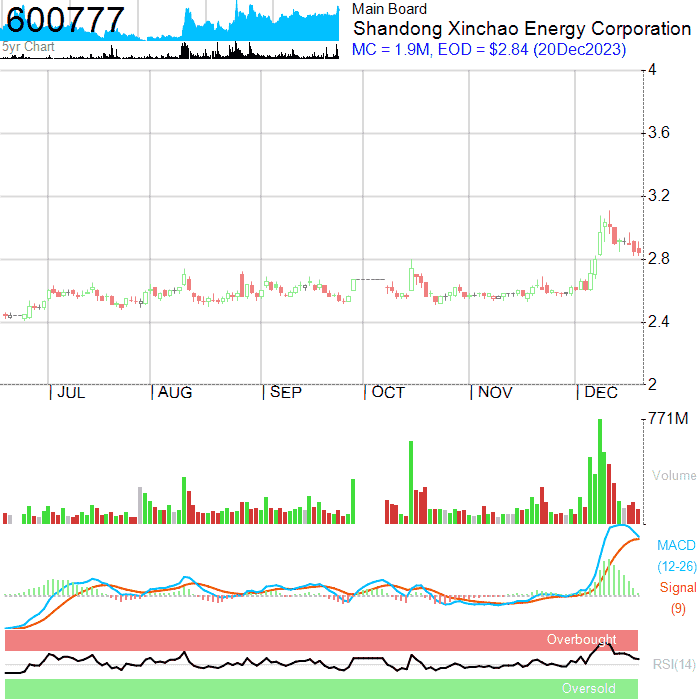 600777
5yr Chart
Main Board
Shandong Xinchao Energy Corporation
MC = 1.9M, EOD = $2.84 (20Dec2023)
4
3.6
3.2
2.8
2.4
2
JUL AUG SEP OCT NOV DEC
771M
Volume
MACD
(12-26)
Signal
(9)
Overbought
RSI(14)
Oversold